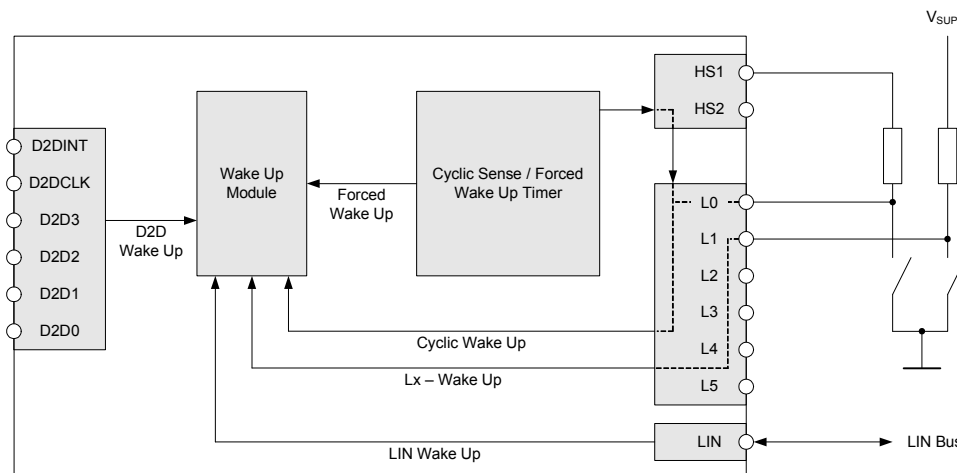 VSUP
HS1
HS2
D2DINT
D2DCLK
D2D3
D2D2
D2D1
D2D0
D2D
Wake Up
Wake Up
Module
Forced
Wake Up
Cyclic Sense / Forced
Wake Up Timer
L0
L1
L2
L3
L4
L5
Cyclic Wake Up
Lx – Wake Up
LIN Wake Up
LIN
LIN Bus